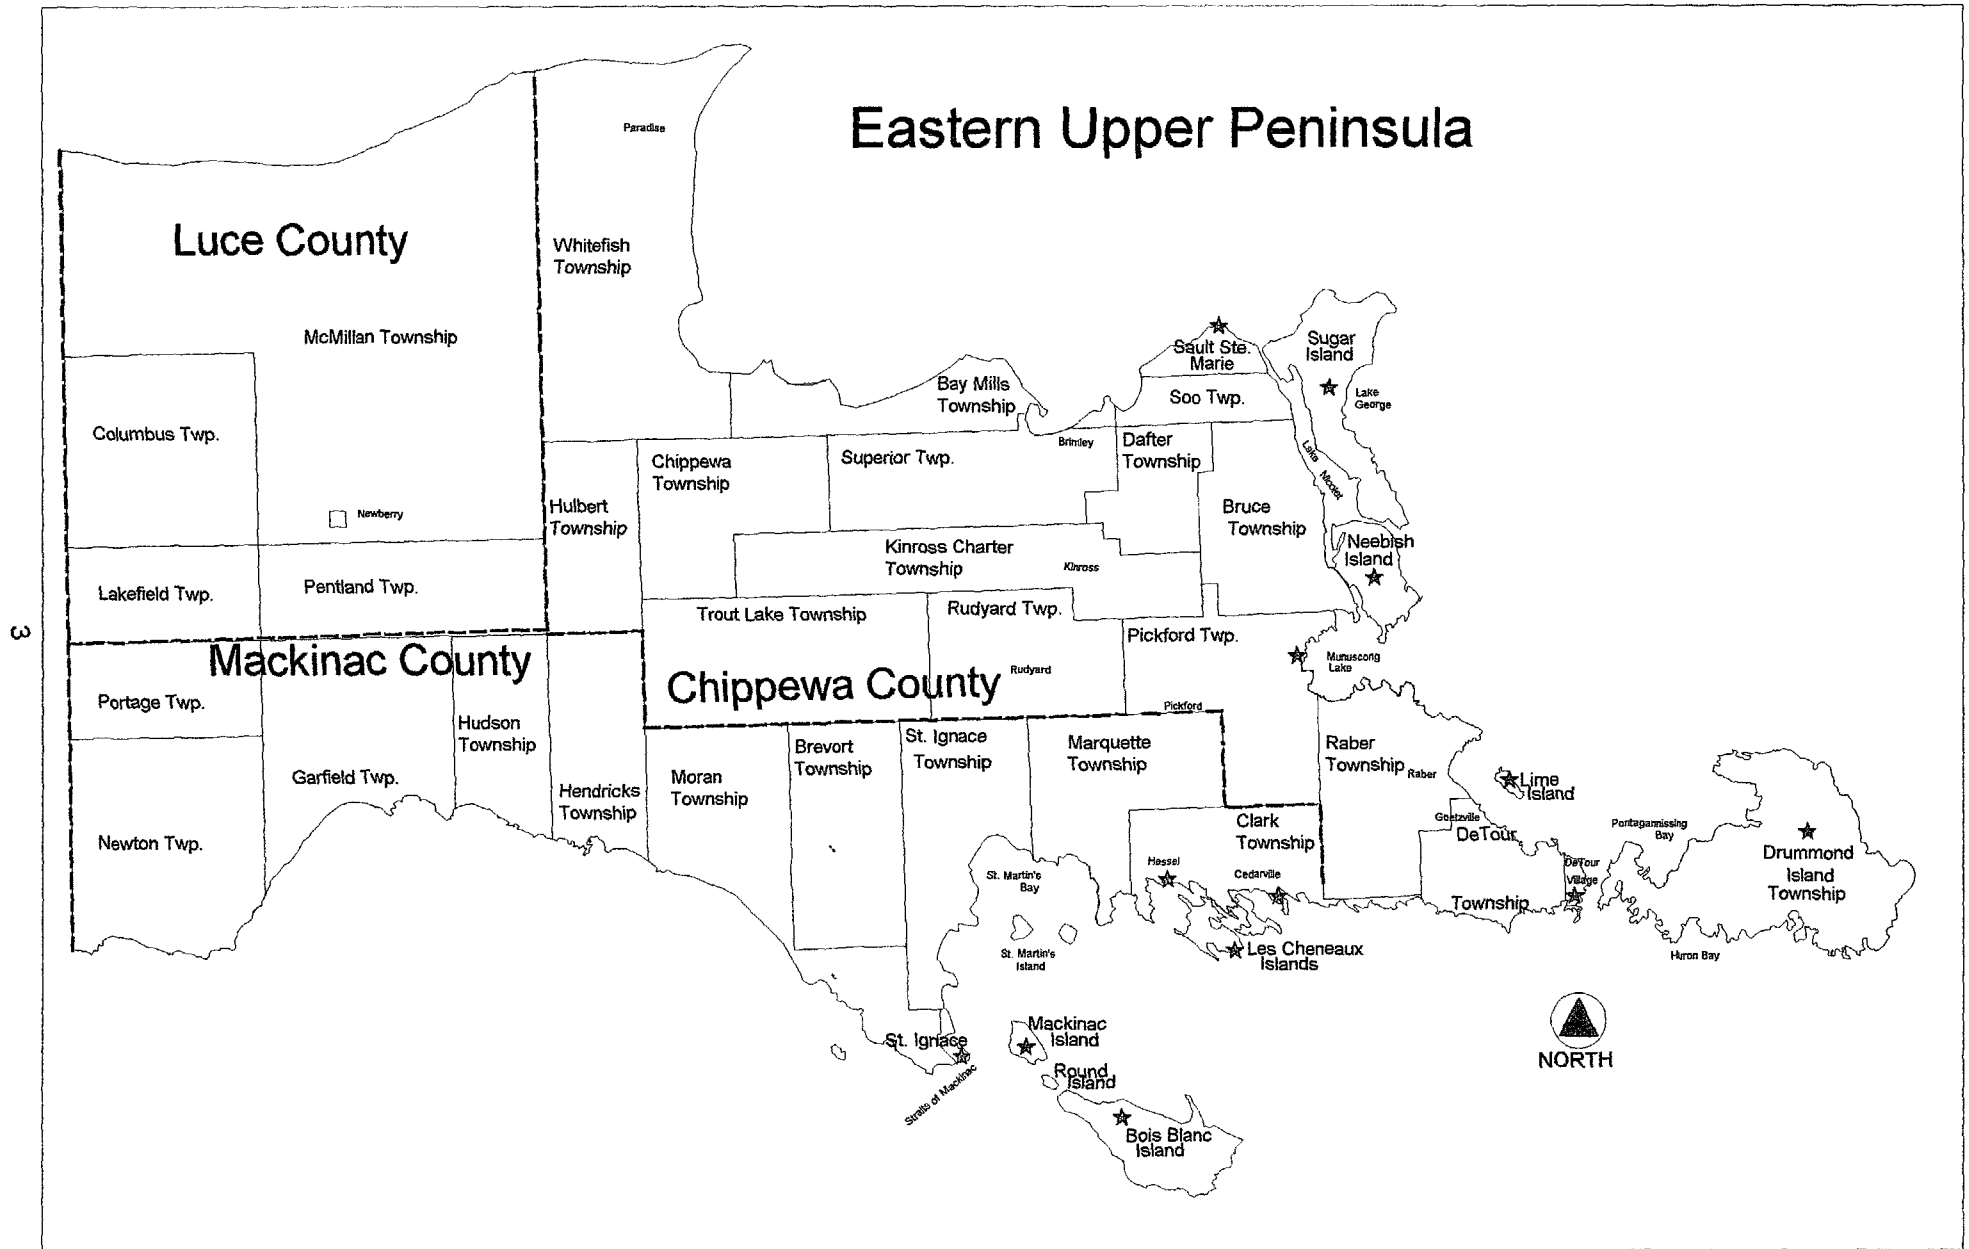 Eastern Upper Peninsula
Paradise
Luce County
Whitefish
Township
McMillan Township
Sugar
Island
Sault Ste.
Marie
Bay Mills
Township
Soo Twp.
Lake
George
Columbus Twp.
Brimley
Dafter
Township
Chippewa
Township
Superior Twp.
Lake Nicolet
Newberry
Hulbert
Township
Bruce
Township
Kinross Charter
Township
Kinross
Neebish
Island
Lakefield Twp.
Pentland Twp.
Trout Lake Township
Rudyard Twp.
Pickford Twp.
3
Mackinac County
Munuscong
Lake
Chippewa County
Rudyard
Portage Twp.
Pickford
Hudson
Township
Brevort
Township
St. Ignace
Township
Marquette
Township
Raber
Township
Raber
Garfield Twp.
Hendricks
Township
Moran
Township
Lime
Island
Clark
Township
Goetzville
DeTour
Township
Potagannissing
Bay
Newton Twp.
Hessel
Cedarville
DeTour
Village
Drummond
Island
Township
St. Martin's
Bay
St. Martin's
Island
Les Cheneaux
Islands
Huron Bay
St. Ignace
Mackinac
Island
Round
Island
Straits of Mackinac
Bois Blanc
Island
NORTH